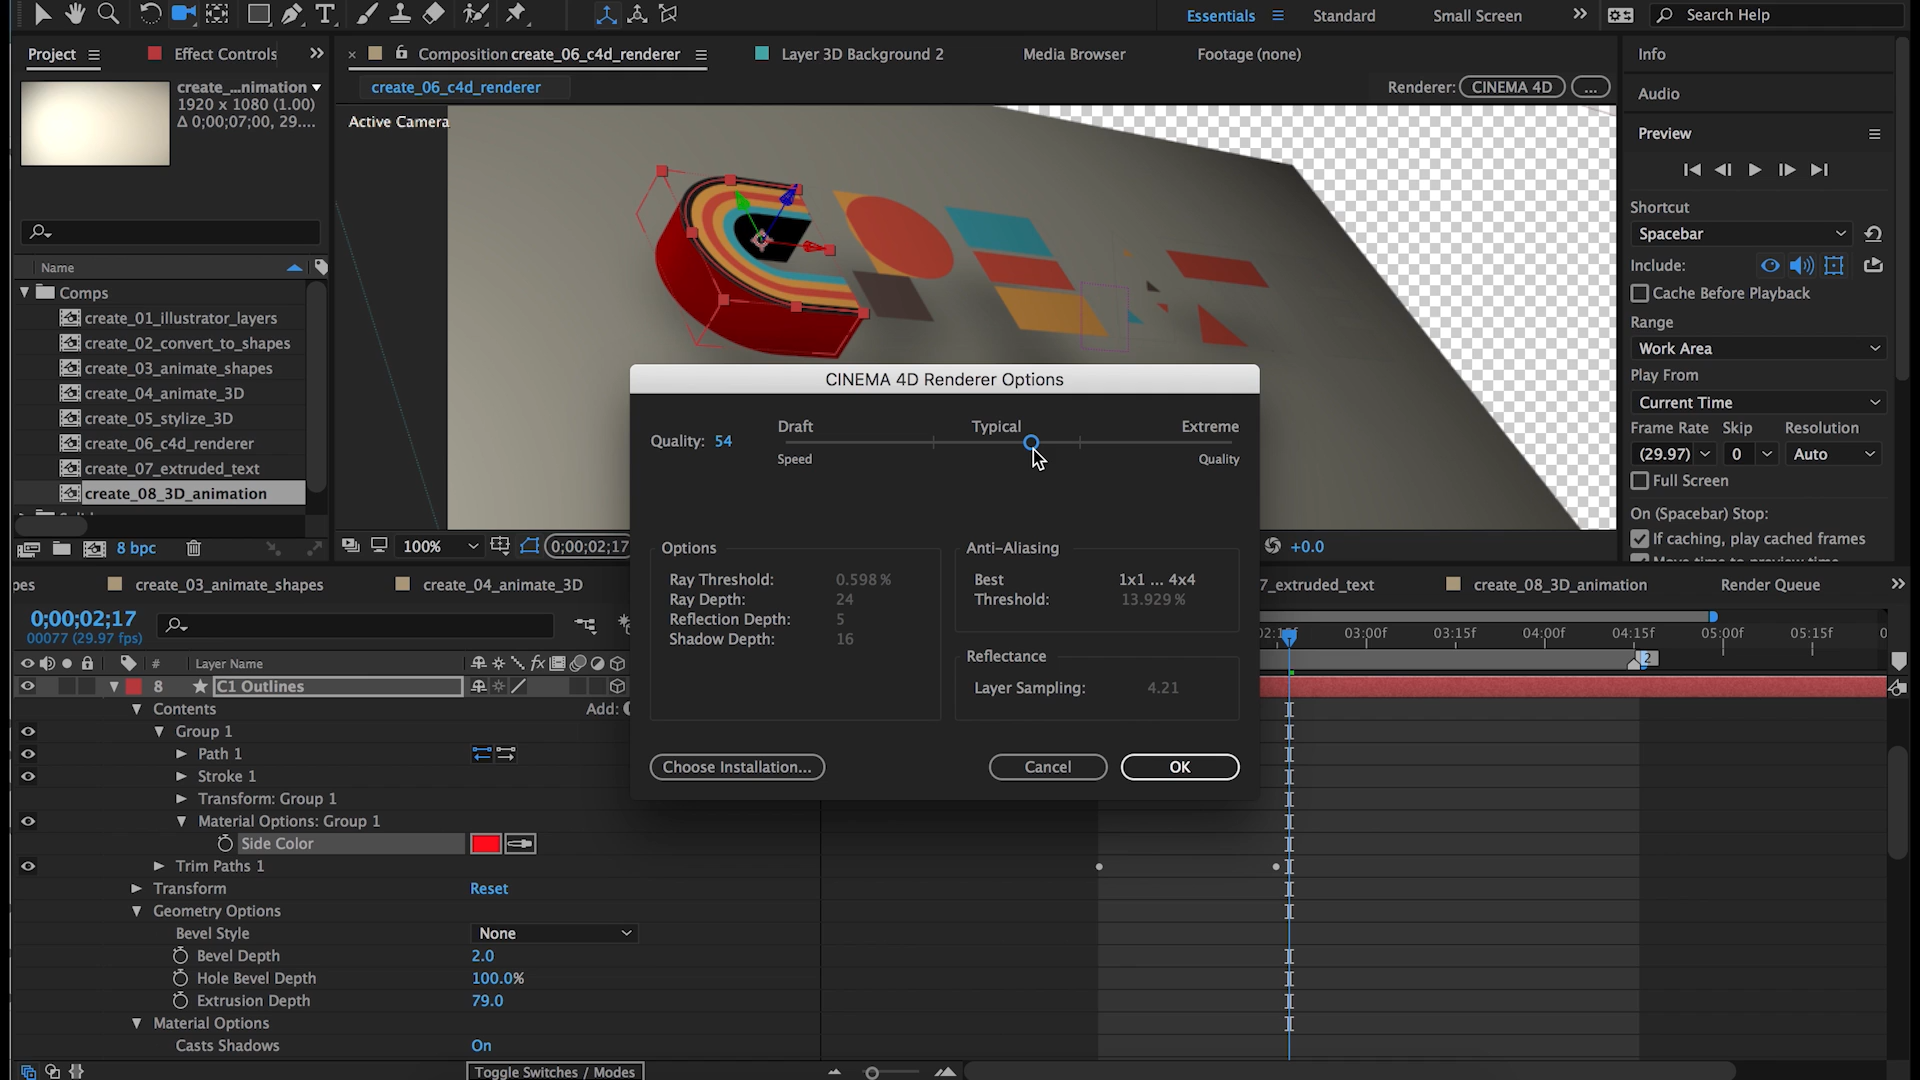 Essentials
Standard
Small Screen
Search Help
Project
Effect Controls
Composition create_06_c4d_renderer
Layer 3D Background 2
Media Browser
Footage (none)
Info
create_...nimation
1920 x 1080 (1.00)
Δ 0;00;07;00, 29....
create_06_c4d_renderer
Renderer: CINEMA 4D ...
Audio
Active Camera
Preview
Shortcut
Spacebar
Include:
Cache Before Playback
Range
Work Area
Play From
Current Time
Frame Rate Skip Resolution
(29.97) 0 Auto
Full Screen
On (Spacebar) Stop:
If caching, play cached frames
Move time to preview time
Name
Comps
create_01_illustrator_layers
create_02_convert_to_shapes
create_03_animate_shapes
create_04_animate_3D
create_05_stylize_3D
create_06_c4d_renderer
create_07_extruded_text
create_08_3D_animation
8 bpc
100%
0;00;02;17
+0.0
CINEMA 4D Renderer Options
Quality: 54
Draft Typical Extreme
Speed Quality
Options
Ray Threshold: 0.598%
Ray Depth: 24
Reflection Depth: 5
Shadow Depth: 16
Anti-Aliasing
Best 1x1 ... 4x4
Threshold: 13.929%
Reflectance
Layer Sampling: 4.21
Choose Installation...
Cancel
OK
pes
create_03_animate_shapes
create_04_animate_3D
7_extruded_text
create_08_3D_animation
Render Queue
0;00;02;17
00077 (29.97 fps)
03:00f 03:15f 04:00f 04:15f 05:00f 05:15f 0
2
# Layer Name
fx
8 C1 Outlines
Contents
Add:
Group 1
Path 1
Stroke 1
Transform: Group 1
Material Options: Group 1
Side Color
Trim Paths 1
Transform Reset
Geometry Options
Bevel Style None
Bevel Depth 2.0
Hole Bevel Depth 100.0%
Extrusion Depth 79.0
Material Options
Casts Shadows On
Toggle Switches / Modes